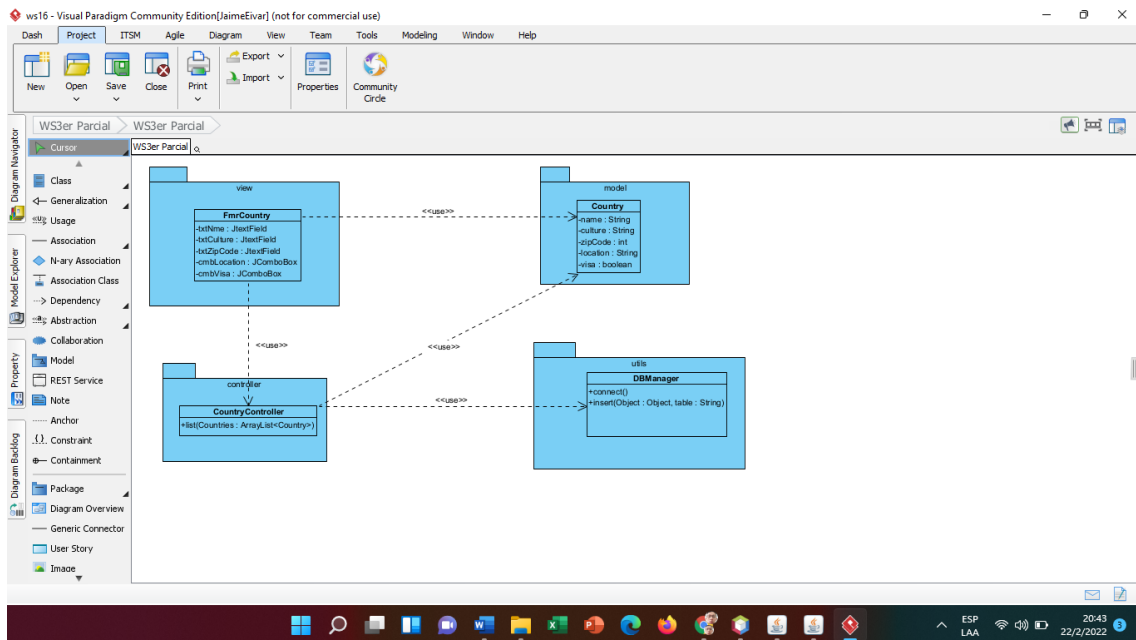 ws16 - Visual Paradigm Community Edition[JaimeEivar] (not for commercial use)
Dash Project ITSM Agile Diagram View Team Tools Modeling Window Help
New Open Save Close Print Export Import Properties Community Circle
WS3er Parcial WS3er Parcial
WS3er Parcial
Diagram Navigator
Model Explorer
Property
Diagram Backlog
Cursor
Class
Generalization
<<Us Usage
Association
N-ary Association
Association Class
Dependency
Abstraction
Collaboration
Model
REST Service
Note
Anchor
Constraint
Containment
Package
Diagram Overview
Generic Connector
User Story
Image
view
FmrCountry
-txtNme : JtextField
-txtCulture : JtextField
-txtZipCode : JtextField
-cmbLocation : JComboBox
-cmbVisa : JComboBox
<<use>>
model
Country
-name : String
-culture : String
-zipCode : int
-location : String
-visa : boolean
<<use>>
<<use>>
controller
CountryController
+list(Countries : ArrayList<Country>)
<<use>>
utils
DBManager
+connect()
+insert(Object : Object, table : String)
ESP
LAA
20:43
22/2/2022
3